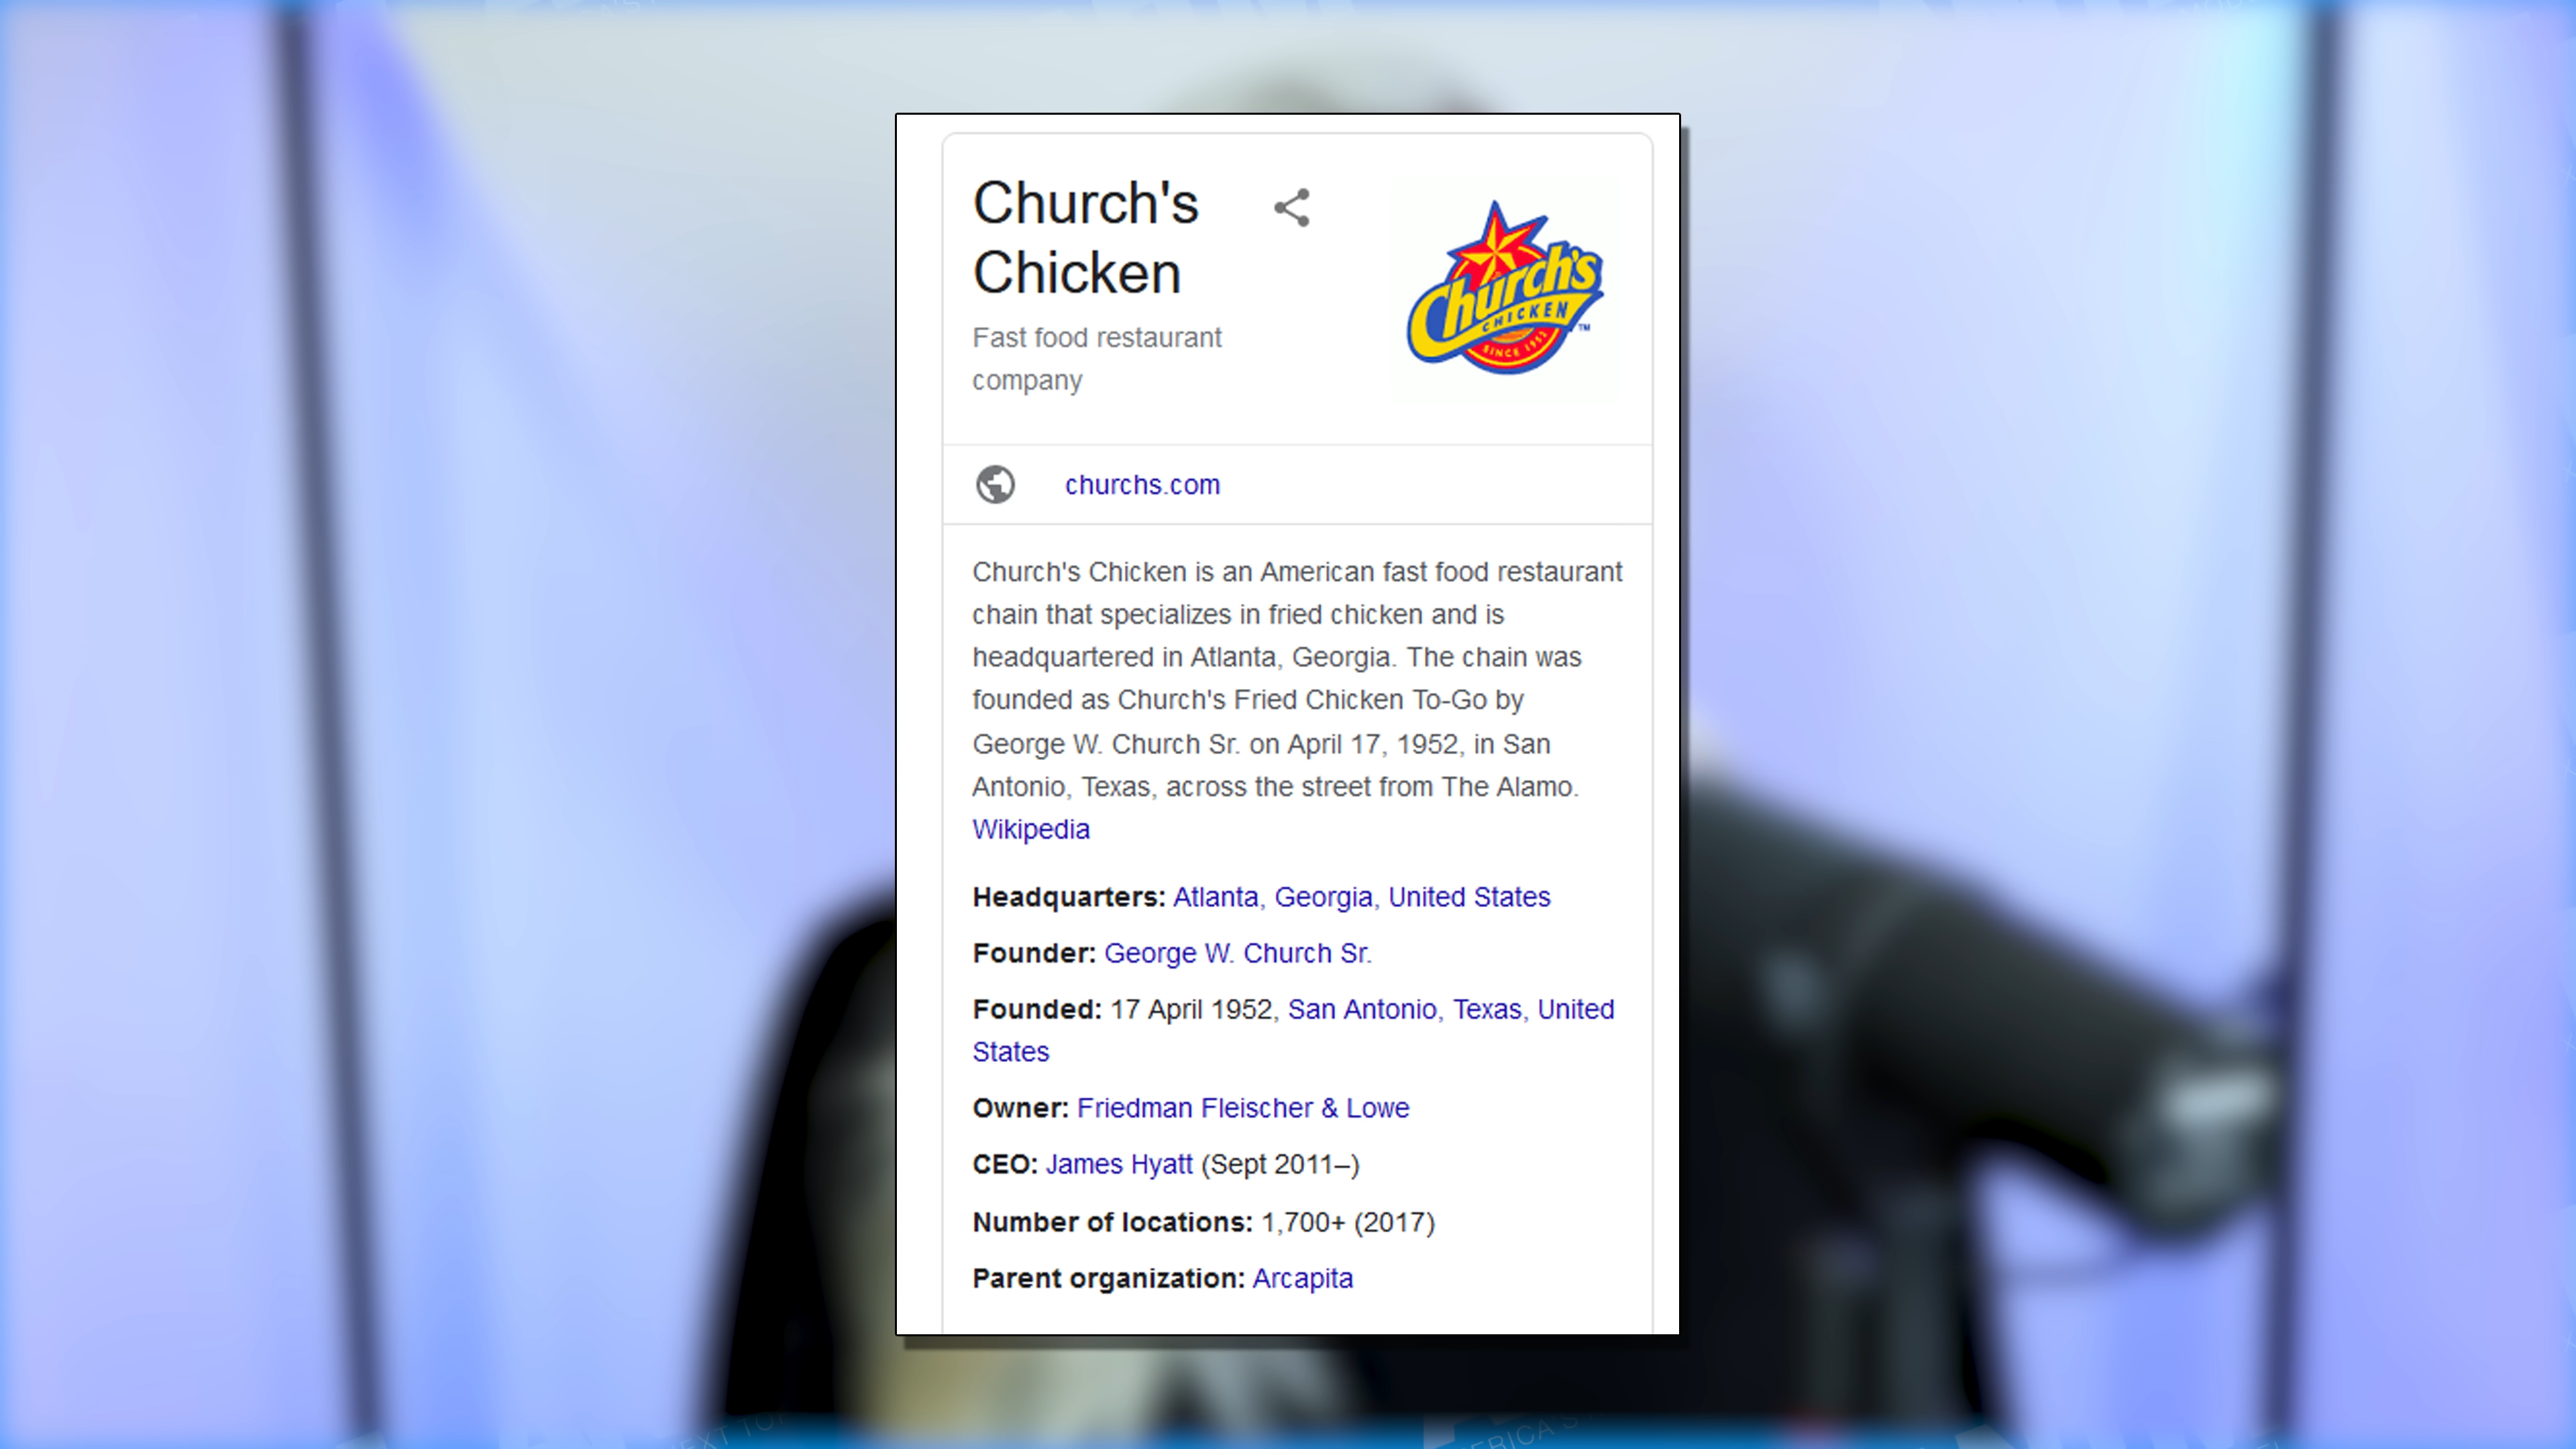 Church's
Chicken
Fast food restaurant
company
Church's
CHICKEN
TM
SINCE 1952
churchs.com
Church's Chicken is an American fast food restaurant
chain that specializes in fried chicken and is
headquartered in Atlanta, Georgia. The chain was
founded as Church's Fried Chicken To-Go by
George W. Church Sr. on April 17, 1952, in San
Antonio, Texas, across the street from The Alamo.
Wikipedia
Headquarters: Atlanta, Georgia, United States
Founder: George W. Church Sr.
Founded: 17 April 1952, San Antonio, Texas, United
States
Owner: Friedman Fleischer & Lowe
CEO: James Hyatt (Sept 2011–)
Number of locations: 1,700+ (2017)
Parent organization: Arcapita